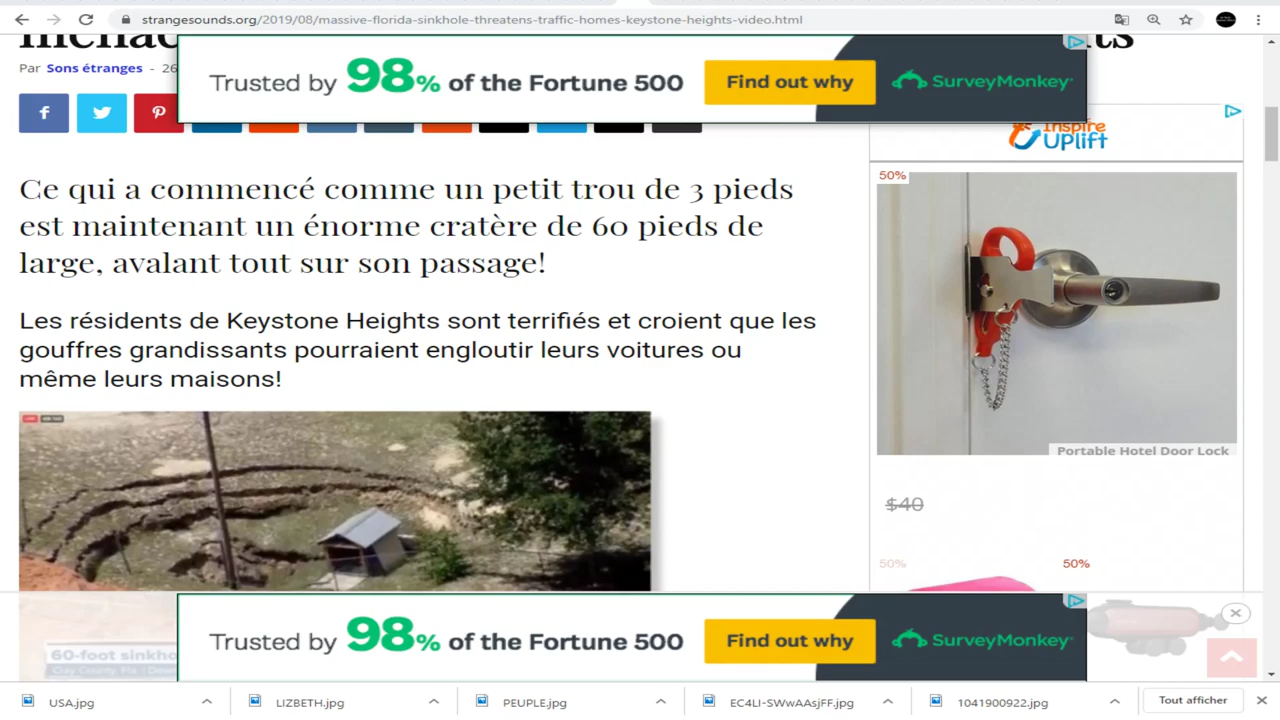 strangesounds.org/2019/08/massive-florida-sinkhole-threatens-traffic-homes-keystone-heights-video.html
Trusted by 98% of the Fortune 500 Find out why SurveyMonkey
Par Sons étranges - 26
Inspire
Uplift
Ce qui a commencé comme un petit trou de 3 pieds
est maintenant un énorme cratère de 60 pieds de
large, avalant tout sur son passage!
Les résidents de Keystone Heights sont terrifiés et croient que les
gouffres grandissants pourraient engloutir leurs voitures ou
même leurs maisons!
50%
Portable Hotel Door Lock
$40
50% 50%
Trusted by 98% of the Fortune 500 Find out why SurveyMonkey
60-foot sinkho
USA.jpg LIZBETH.jpg PEUPLE.jpg EC4LI-SWwAAsjFF.jpg 1041900922.jpg Tout afficher